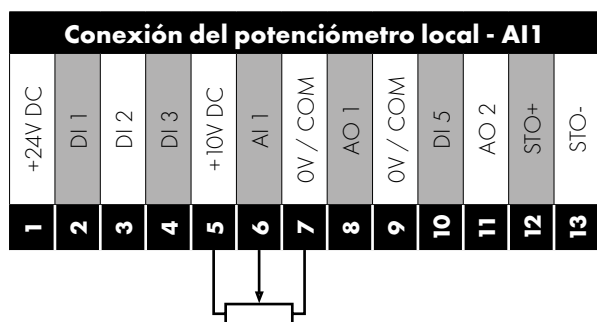 Conexión del potenciómetro local - AI1
+24V DC
DI 1
DI 2
DI 3
+10V DC
AI 1
0V / COM
AO 1
0V / COM
DI 5
AO 2
STO+
STO-
1
2
3
4
5
6
7
8
9
10
11
12
13